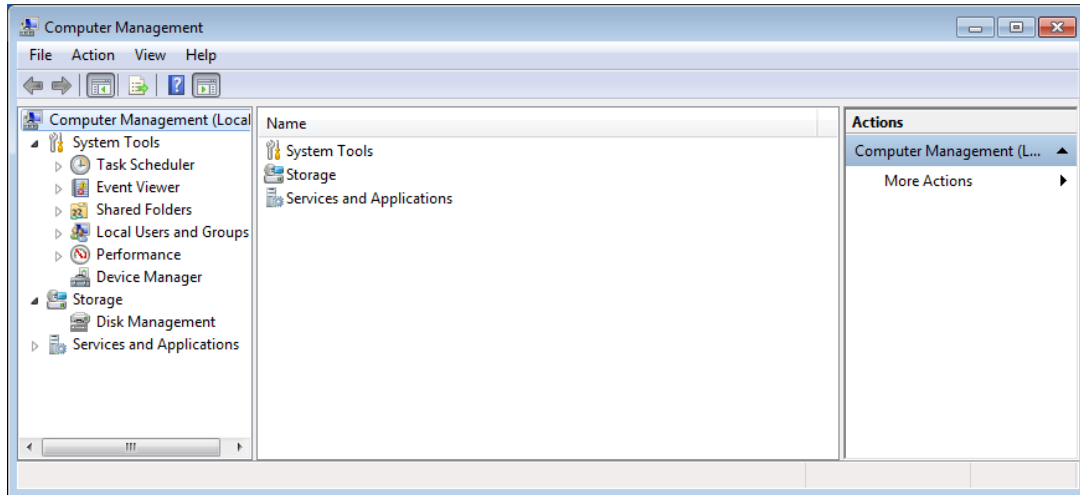 Computer Management
File Action View Help
Computer Management (Local
System Tools
Task Scheduler
Event Viewer
Shared Folders
Local Users and Groups
Performance
Device Manager
Storage
Disk Management
Services and Applications
Name
System Tools
Storage
Services and Applications
Actions
Computer Management (L...
More Actions